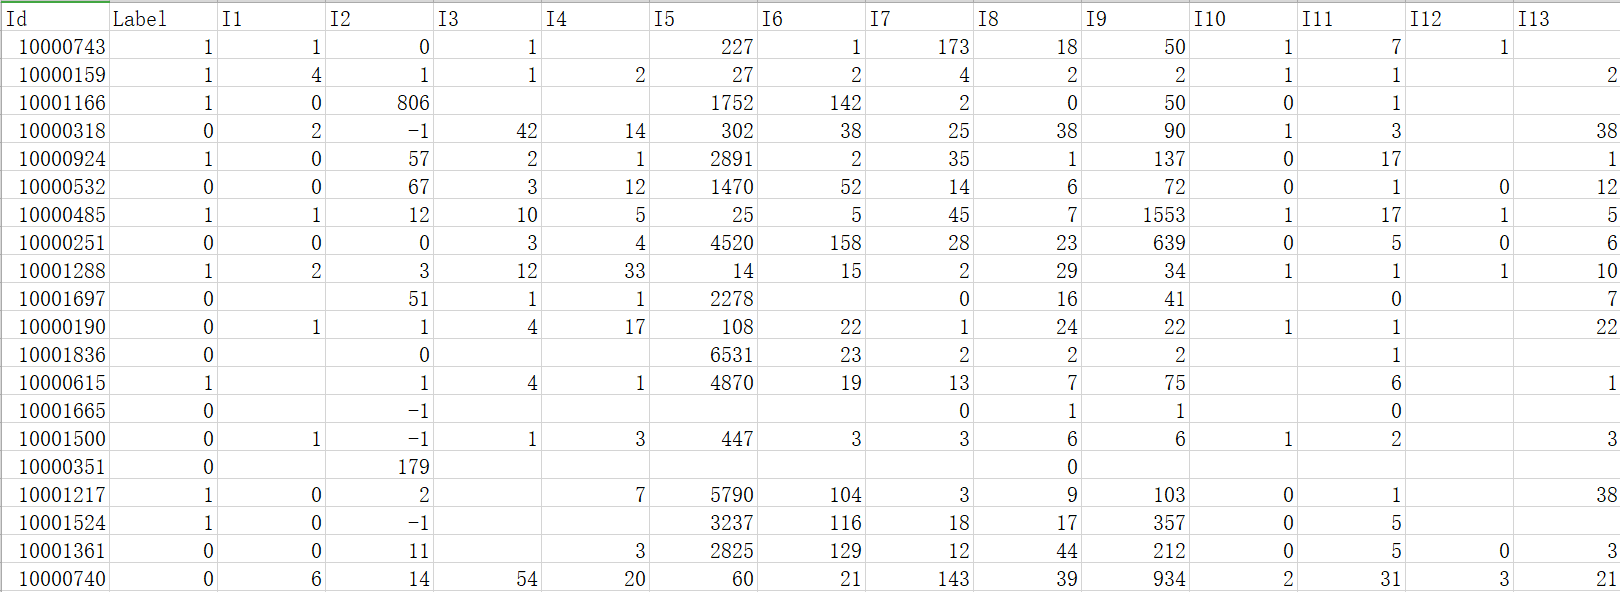 Id Label I1 I2 I3 I4 I5 I6 I7 I8 I9 I10 I11 I12 I13
10000743 1 1 0 1 227 1 173 18 50 1 7 1
10000159 1 4 1 1 2 27 2 4 2 2 1 1 2
10001166 1 0 806 1752 142 2 0 50 0 1
10000318 0 2 -1 42 14 302 38 25 38 90 1 3 38
10000924 1 0 57 2 1 2891 2 35 1 137 0 17 1
10000532 0 0 67 3 12 1470 52 14 6 72 0 1 0 12
10000485 1 1 12 10 5 25 5 45 7 1553 1 17 1 5
10000251 0 0 0 3 4 4520 158 28 23 639 0 5 0 6
10001288 1 2 3 12 33 14 15 2 29 34 1 1 1 10
10001697 0 51 1 1 2278 0 16 41 0 7
10000190 0 1 1 4 17 108 22 1 24 22 1 1 22
10001836 0 0 6531 23 2 2 2 1
10000615 1 1 4 1 4870 19 13 7 75 6 1
10001665 0 -1 0 1 1 0
10001500 0 1 -1 1 3 447 3 3 6 6 1 2 3
10000351 0 179 0
10001217 1 0 2 7 5790 104 3 9 103 0 1 38
10001524 1 0 -1 3237 116 18 17 357 0 5
10001361 0 0 11 3 2825 129 12 44 212 0 5 0 3
10000740 0 6 14 54 20 60 21 143 39 934 2 31 3 21